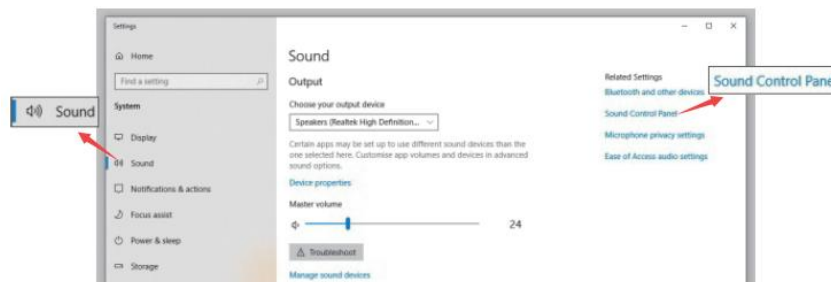 Settings
Home
Find a setting
System
Display
Sound
Notifications & actions
Focus assist
Power & sleep
Storage
Sound
Sound
Output
Choose your output device
Speakers (Realtek High Definition...
Certain apps may be set up to use different sound devices than the
one selected here. Customise app volumes and devices in advanced
sound options.
Device properties
Master volume
24
Troubleshoot
Manage sound devices
Related Settings
Bluetooth and other devices
Sound Control Panel
Microphone privacy settings
Ease of Access audio settings
Sound Control Pane